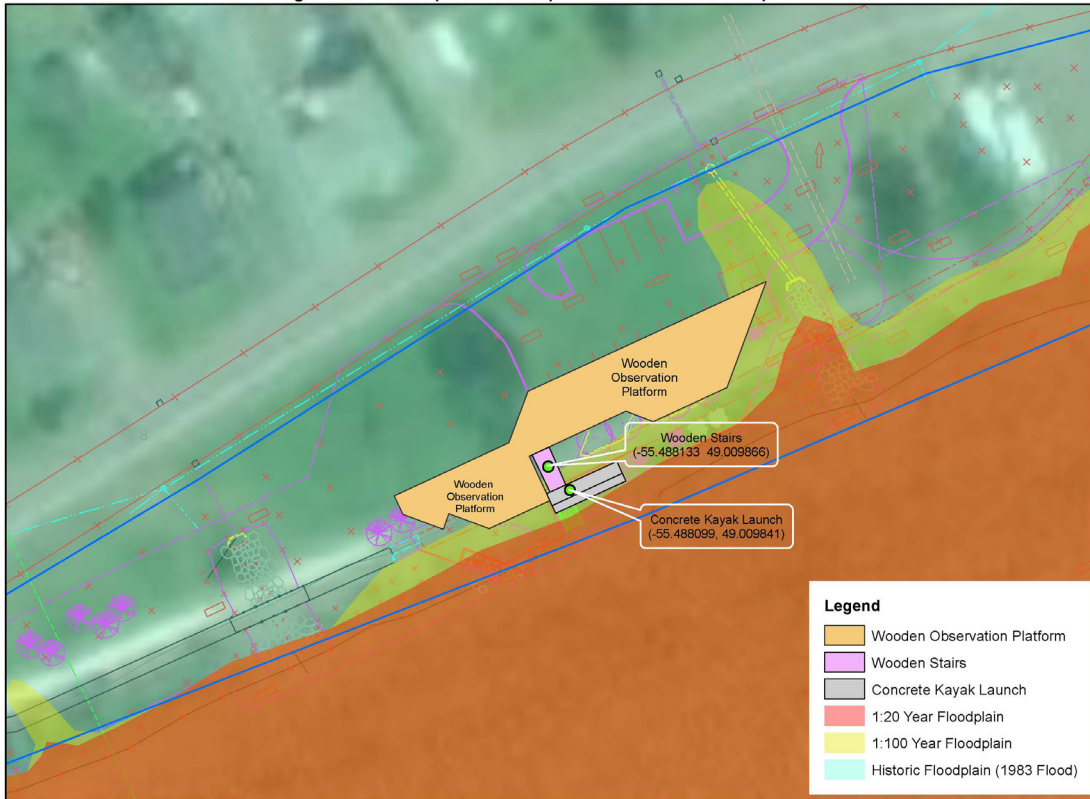 Wooden
Observation
Platform
Wooden Stairs
(-55.488133 49.009866)
Wooden
Observation
Platform
Concrete Kayak Launch
(-55.488099, 49.009841)
Legend
Wooden Observation Platform
Wooden Stairs
Concrete Kayak Launch
1:20 Year Floodplain
1:100 Year Floodplain
Historic Floodplain (1983 Flood)